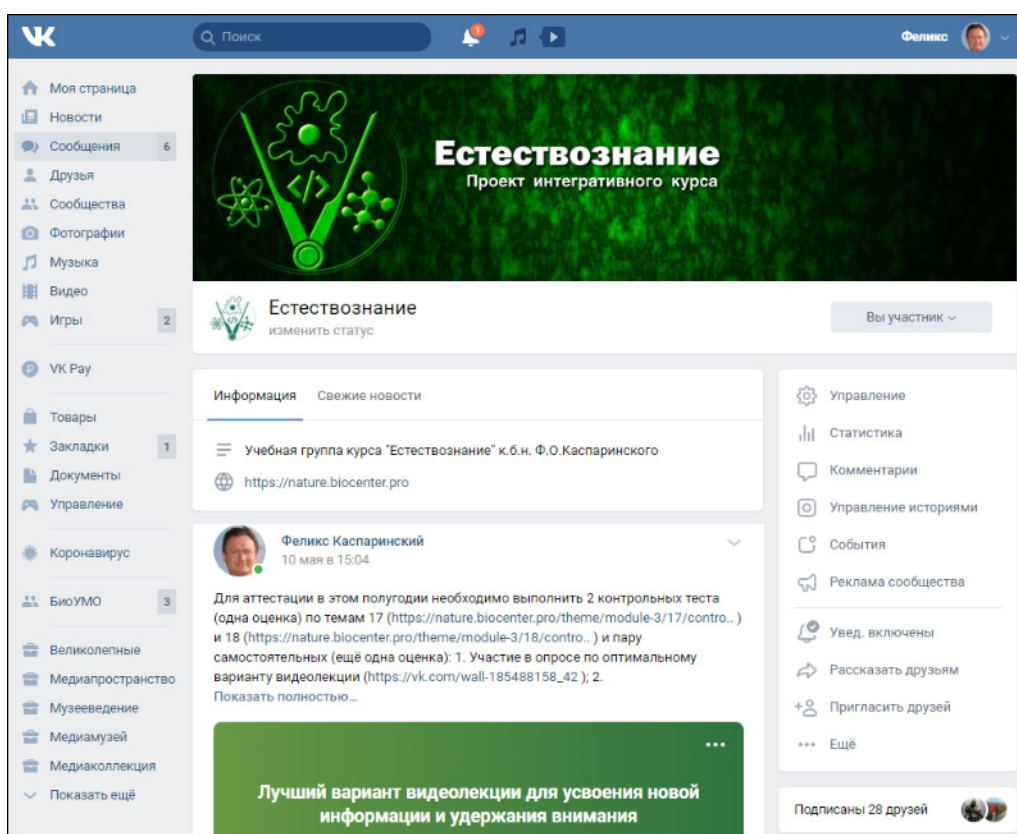 Поиск
1
Феликс
Моя страница
Новости
Сообщения 6
Друзья
Сообщества
Фотографии
Музыка
Видео
Игры 2
VK Pay
Товары
Закладки 1
Документы
Управление
Коронавирус
БиоУМО 3
Великолепные
Медиапространство
Музееведение
Медиамузей
Медиаколлекция
Показать ещё
Естествознание
Проект интегративного курса
Естествознание
изменить статус
Вы участник
Информация Свежие новости
Учебная группа курса "Естествознание" к.б.н. Ф.О.Каспаринского
https://nature.biocenter.pro
Феликс Каспаринский
10 мая в 15:04
Для аттестации в этом полугодии необходимо выполнить 2 контрольных теста
(одна оценка) по темам 17 (https://nature.biocenter.pro/theme/module-3/17/contro.. )
и 18 (https://nature.biocenter.pro/theme/module-3/18/contro.. ) и пару
самостоятельных (ещё одна оценка): 1. Участие в опросе по оптимальному
варианту видеолекции (https://vk.com/wall-185488158_42 ); 2.
Показать полностью...
Лучший вариант видеолекции для усвоения новой
информации и удержания внимания
Управление
Статистика
Комментарии
Управление историями
События
Реклама сообщества
Увед. включены
Рассказать друзьям
Пригласить друзей
Ещё
Подписаны 28 друзей